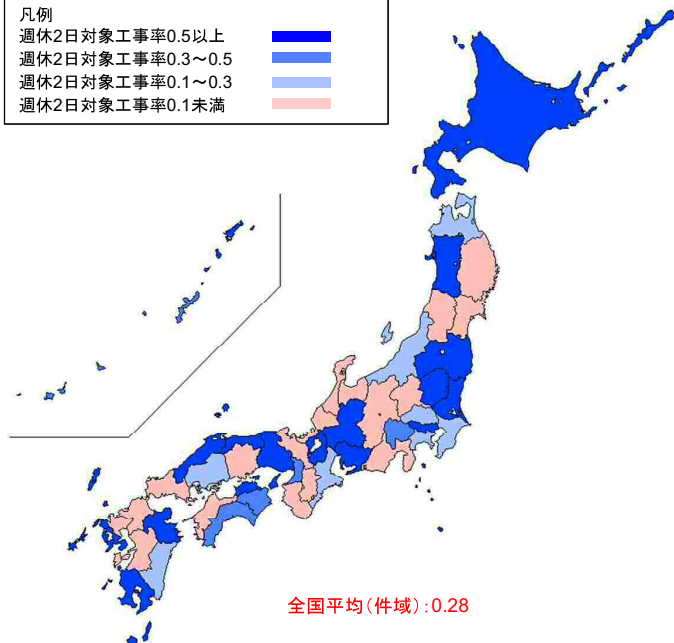 凡例
週休2日対象工事率0.5以上
週休2日対象工事率0.3～0.5
週休2日対象工事率0.1～0.3
週休2日対象工事率0.1未満
全国平均（件域）：0.28